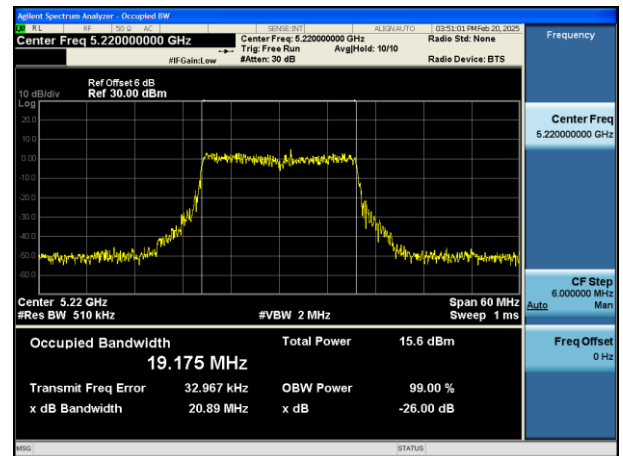 Agilent Spectrum Analyzer - Occupied BW
RL RF 50 Ω AC SENSE:INT ALIGNAUTO 03:51:01 PM Feb 20, 2025
Center Freq 5.220000000 GHz
Center Freq: 5.220000000 GHz
Radio Std: None
Trig: Free Run Avg|Hold: 10/10
#IFGain:Low #Atten: 30 dB Radio Device: BTS
Ref Offset 6 dB
10 dB/div Ref 30.00 dBm
Log
20.0
10.0
0.00
-10.0
-20.0
-30.0
-40.0
-50.0
-60.0
Center 5.22 GHz Span 60 MHz
#Res BW 510 kHz #VBW 2 MHz Sweep 1 ms
Occupied Bandwidth Total Power 15.6 dBm
19.175 MHz
Transmit Freq Error 32.967 kHz OBW Power 99.00 %
x dB Bandwidth 20.89 MHz x dB -26.00 dB
MSG STATUS
Frequency
Center Freq
5.220000000 GHz
CF Step
6.000000 MHz
Auto Man
Freq Offset
0 Hz